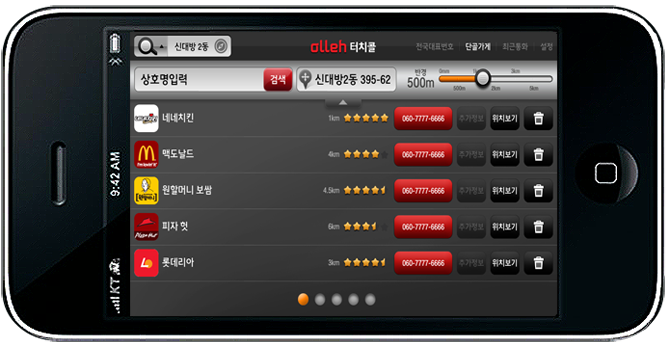 신대방 2동
olleh 터치콜
전국대표번호 단골가게 최근통화 설정
상호명입력 검색 신대방2동 395-62 반경 500m
0m 3km
500m 2km 5km
네네치킨 1km 060-7777-6666 추가정보 위치보기
맥도날드 4km 060-7777-6666 추가정보 위치보기
원할머니 보쌈 4.5km 060-7777-6666 추가정보 위치보기
피자 헛 6km 060-7777-6666 추가정보 위치보기
롯데리아 3km 060-7777-6666 추가정보 위치보기
9:42 AM
KT
Pizza Hut